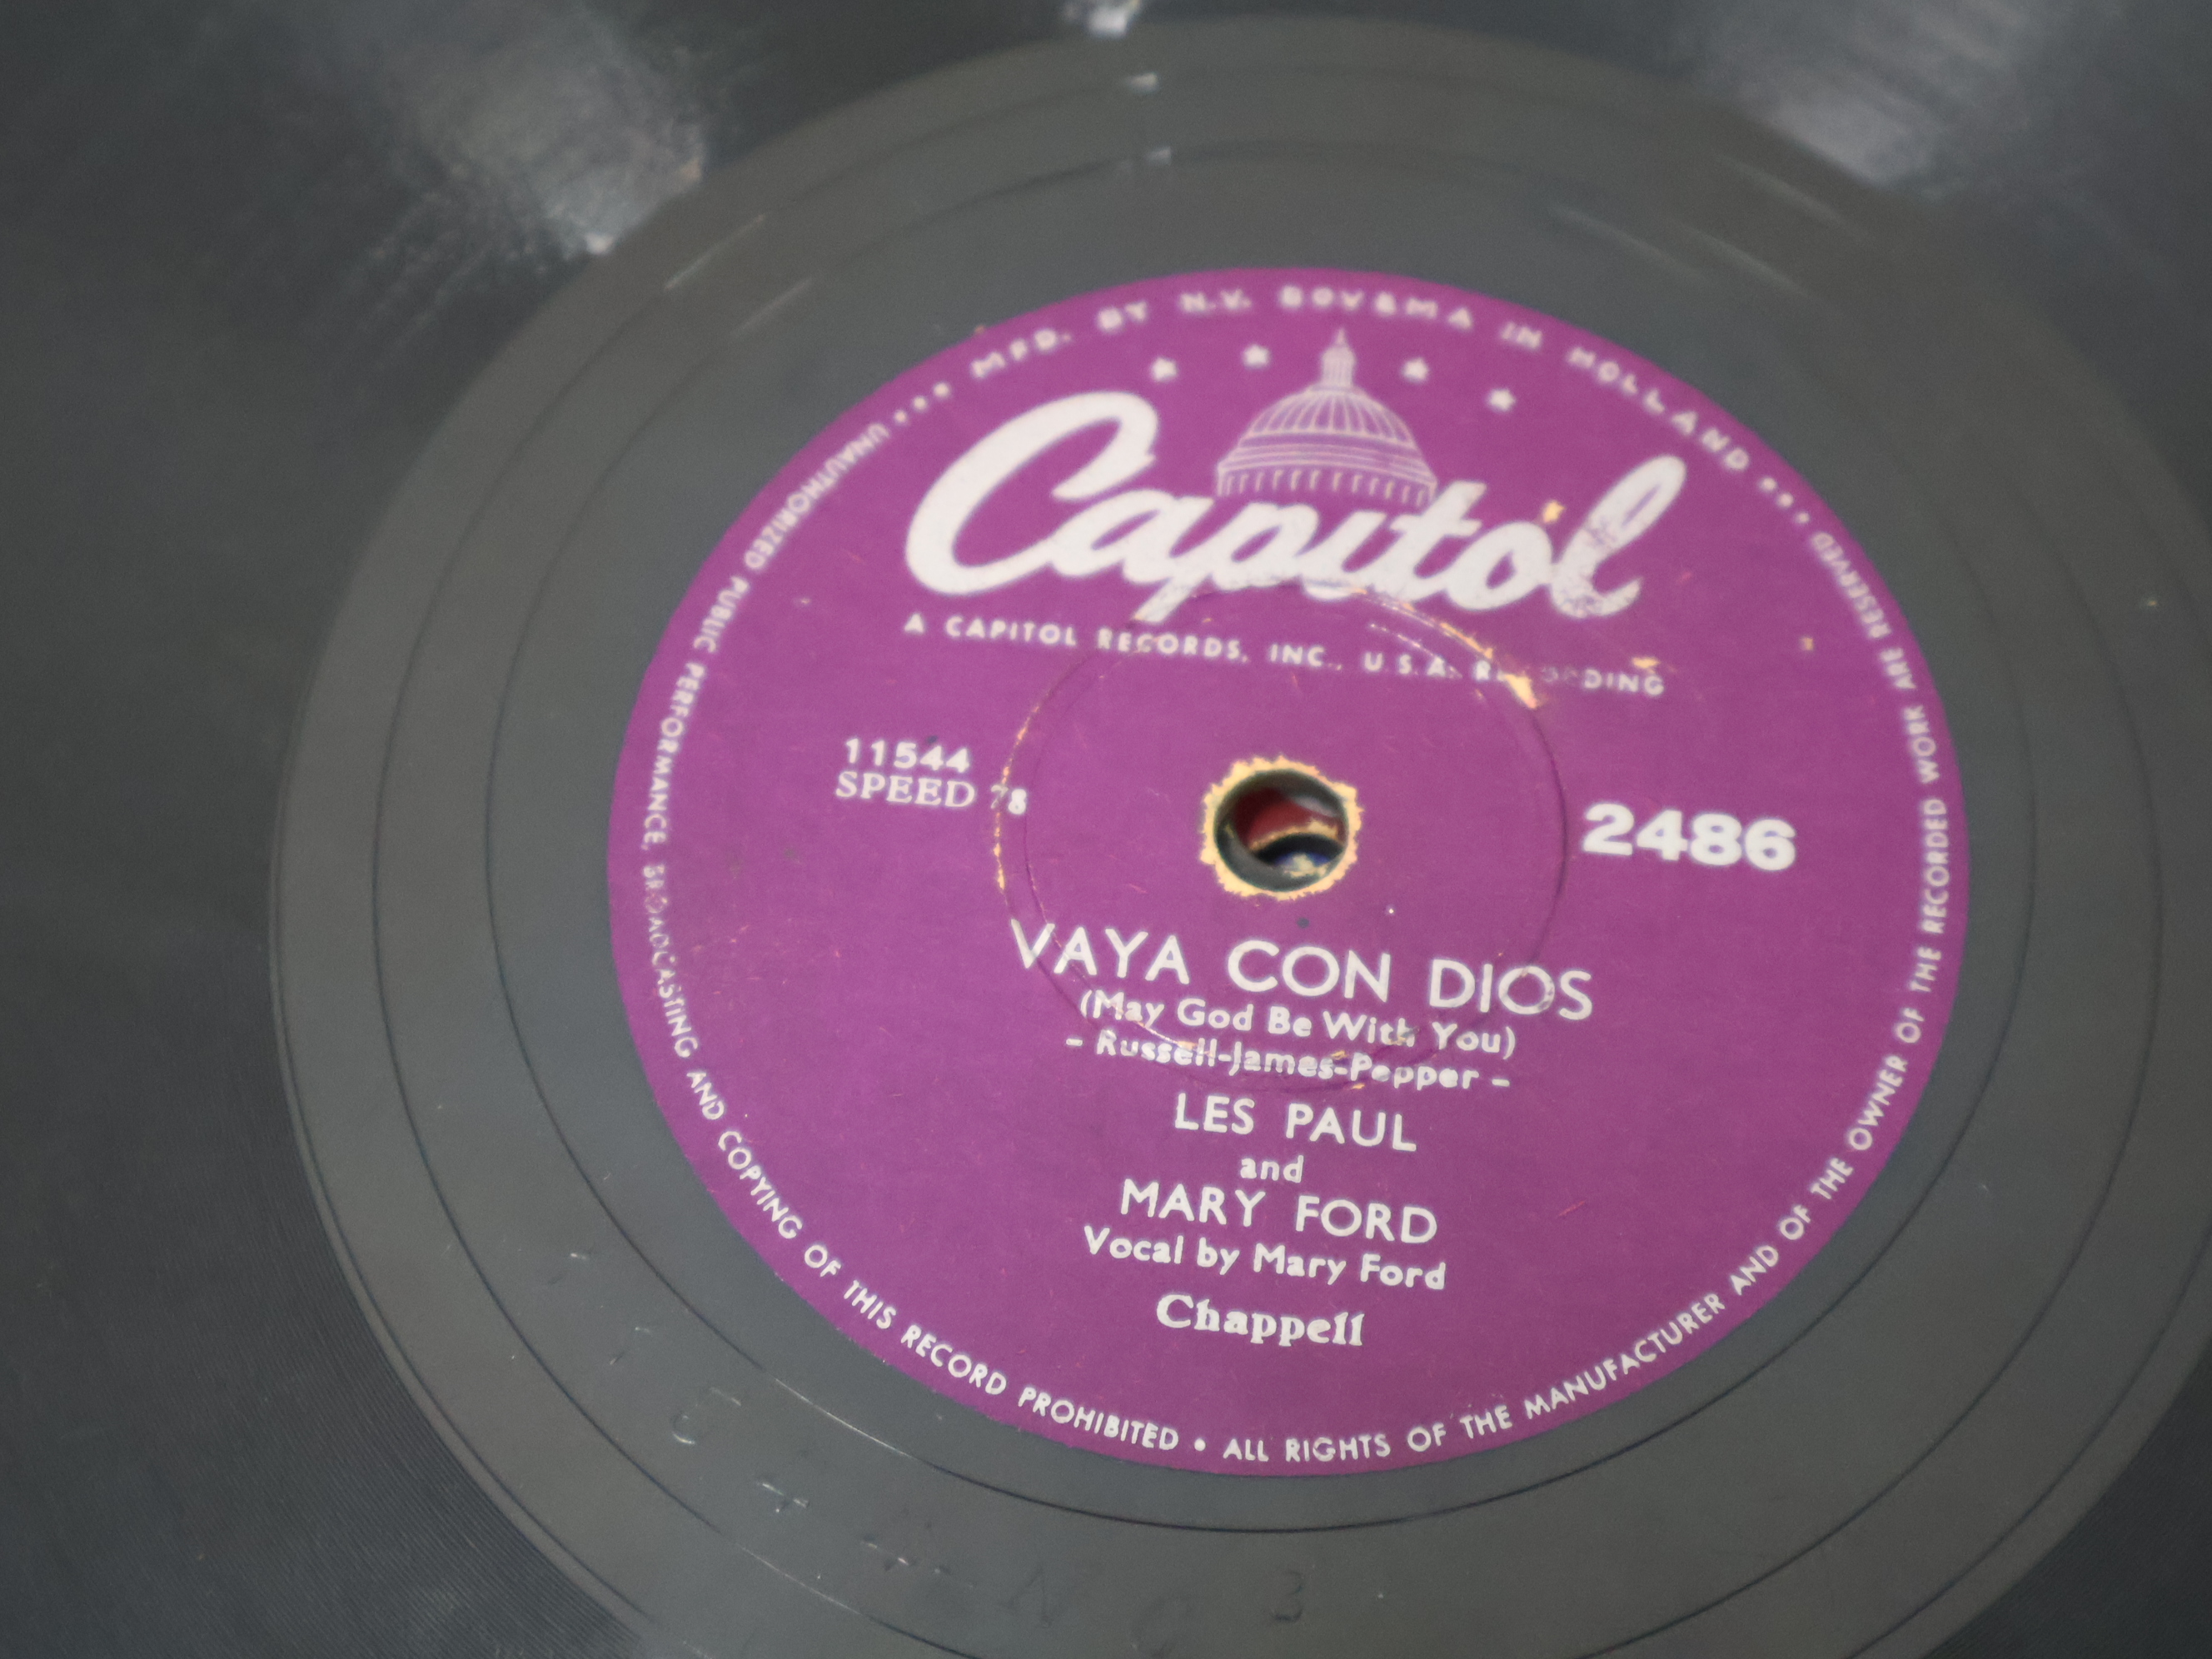 MFD. BY N.V. BOVEMA IN HOLLAND
Capitol
A CAPITOL RECORDS, INC., U.S.A. RECORDING
11544
SPEED 78
2486
VAYA CON DIOS
(May God Be With You)
- Russell-James-Pepper -
LES PAUL
and
MARY FORD
Vocal by Mary Ford
Chappell
UNAUTHORIZED PUBLIC PERFORMANCE, BROADCASTING AND COPYING OF THIS RECORD PROHIBITED • ALL RIGHTS OF THE MANUFACTURER AND OF THE OWNER OF THE RECORDED WORK ARE RESERVED